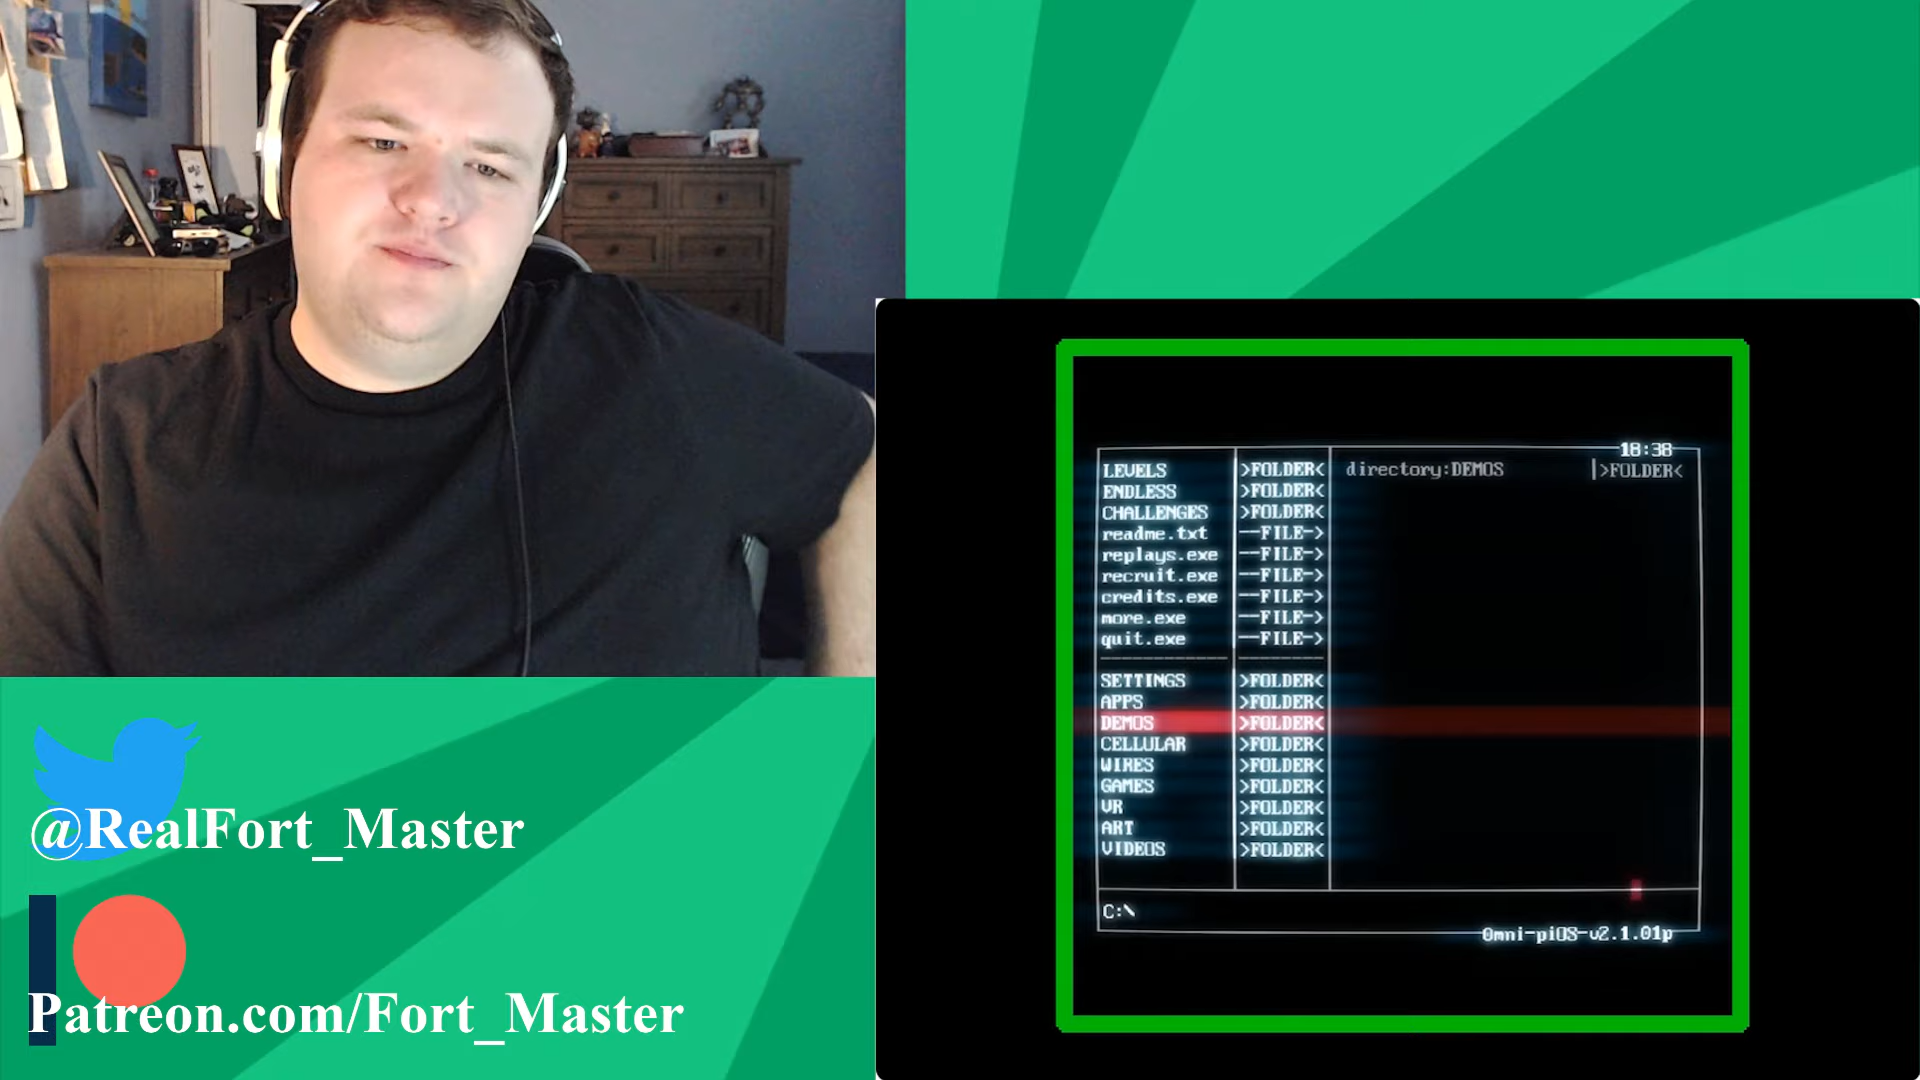 18:38
LEVELS >FOLDER< directory:DEMOS |>FOLDER<
ENDLESS >FOLDER<
CHALLENGES >FOLDER<
readme.txt —FILE->
replays.exe —FILE->
recruit.exe —FILE->
credits.exe —FILE->
more.exe —FILE->
quit.exe —FILE->
SETTINGS >FOLDER<
APPS >FOLDER<
DEMOS >FOLDER<
CELLULAR >FOLDER<
WIRES >FOLDER<
GAMES >FOLDER<
VR >FOLDER<
ART >FOLDER<
VIDEOS >FOLDER<
C:\
Omni-piOS-v2.1.01p
@RealFort_Master
Patreon.com/Fort_Master